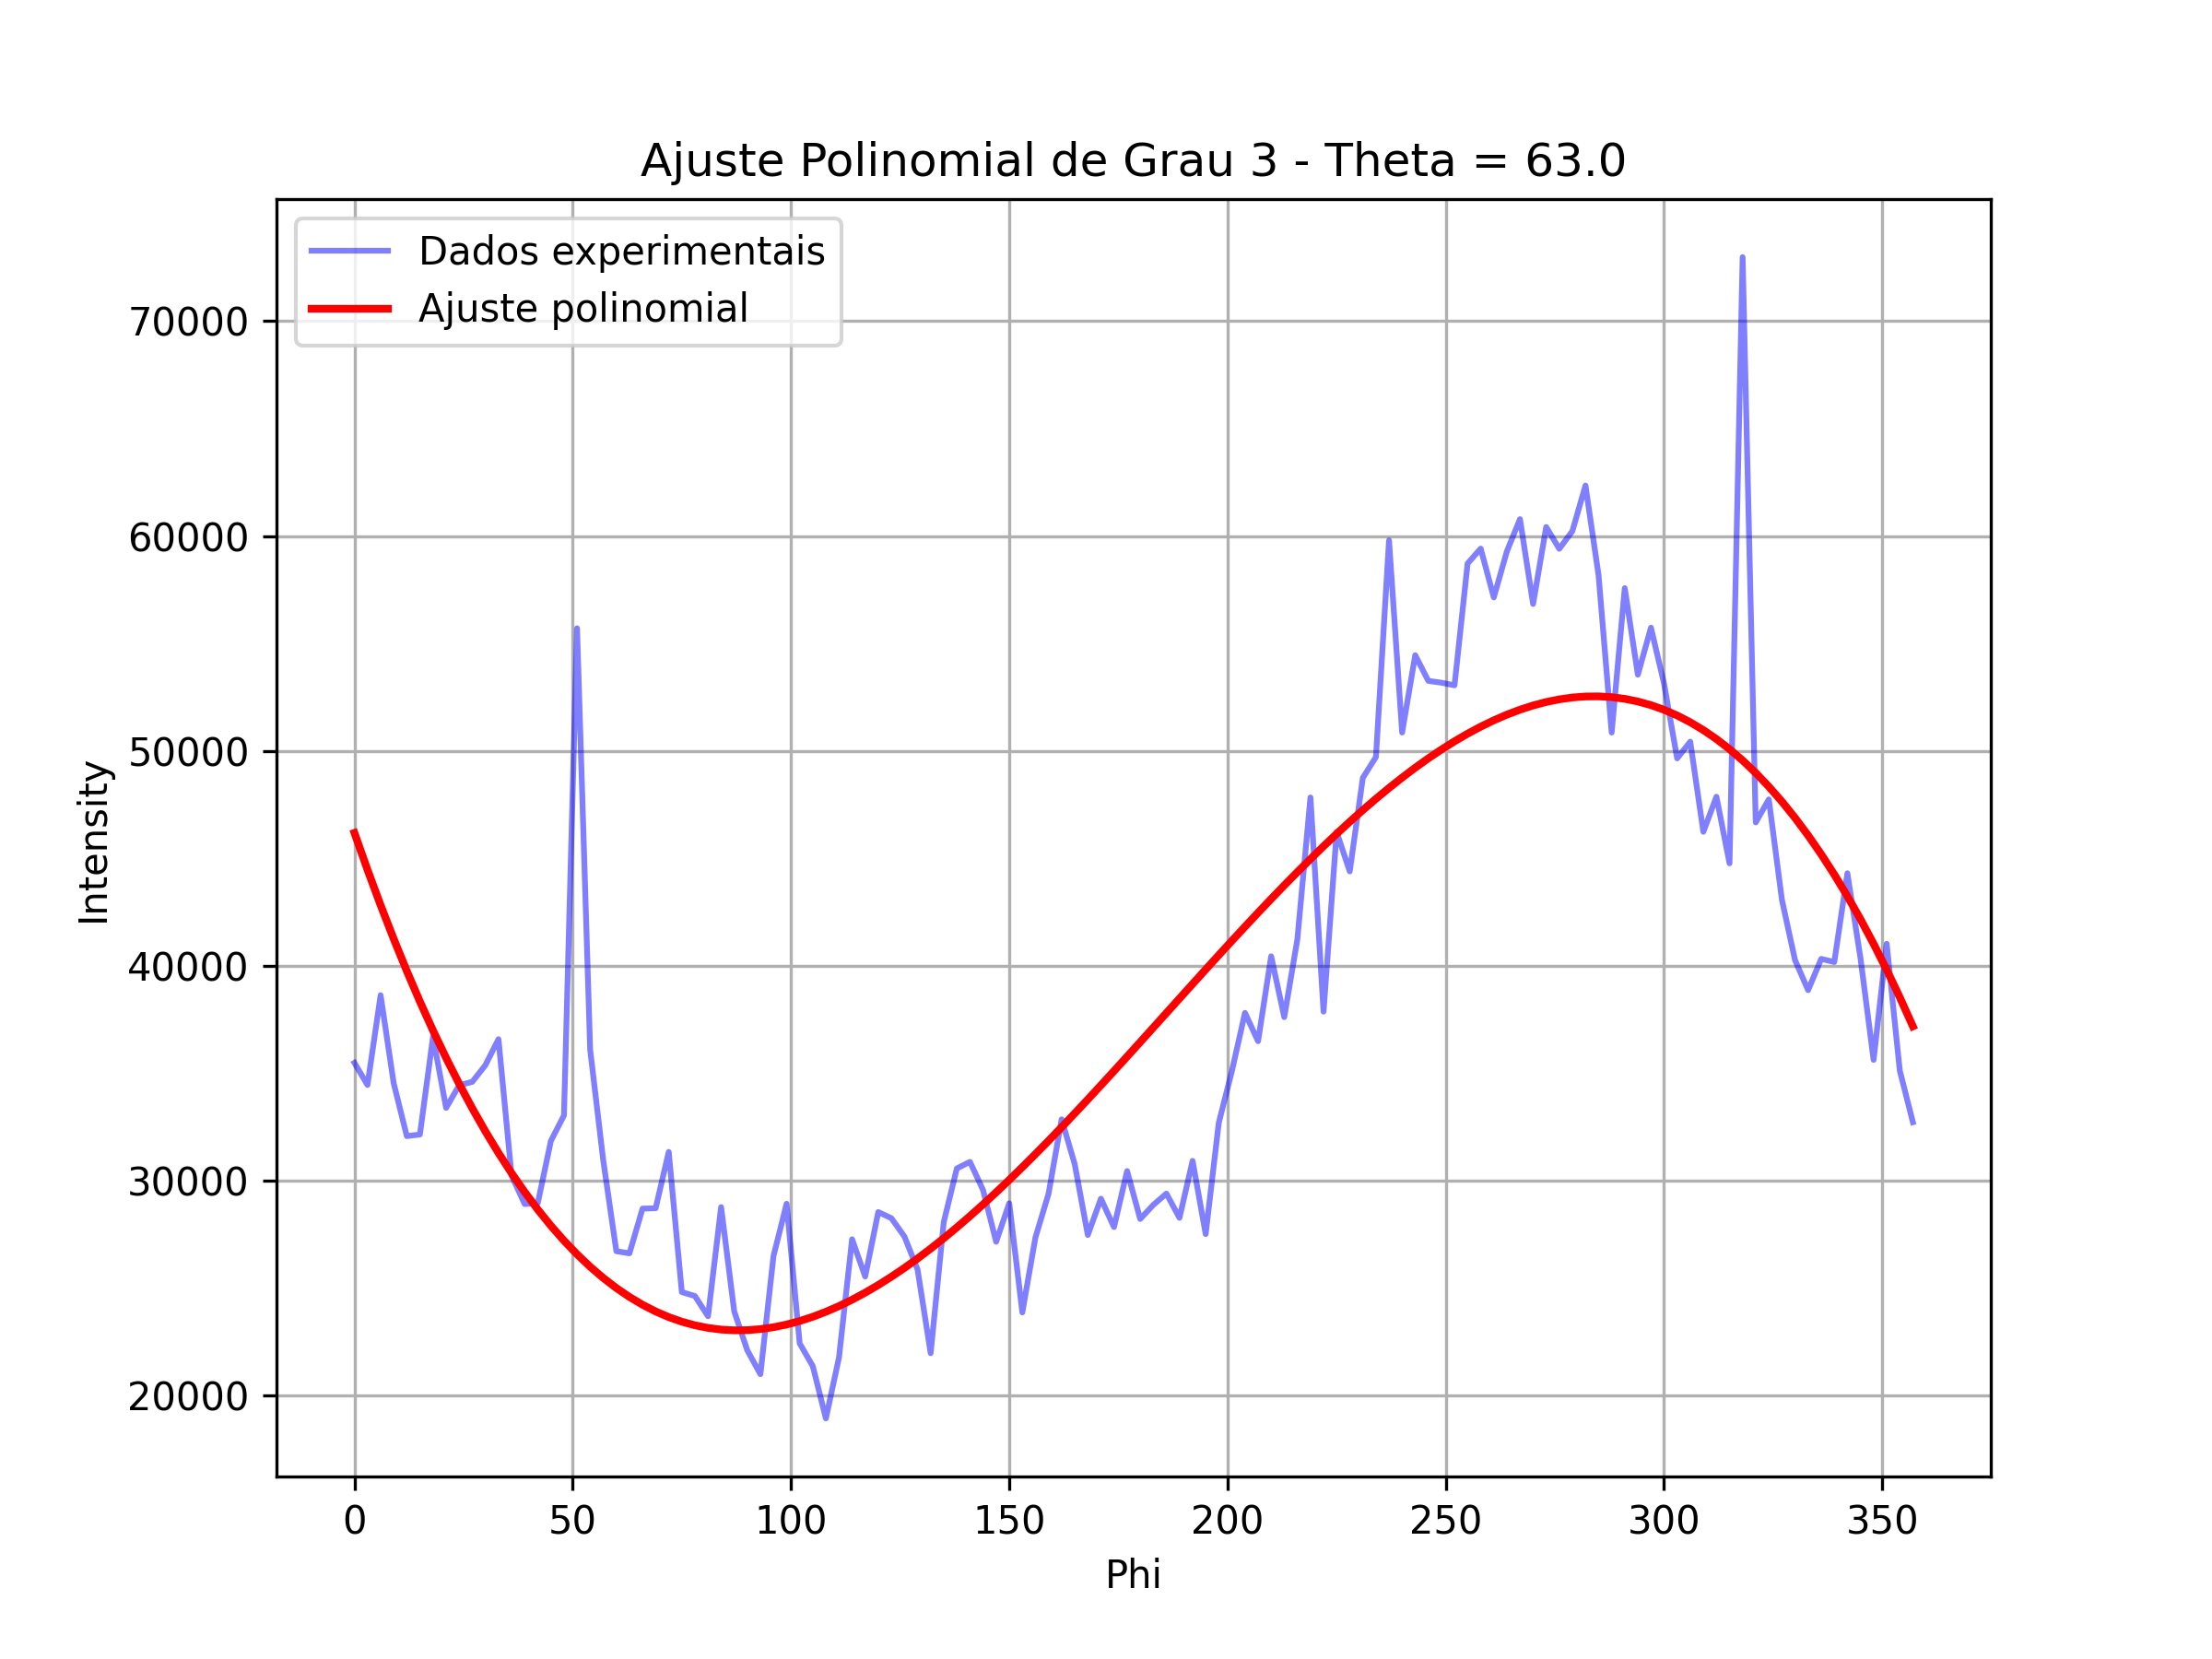 Ajuste Polinomial de Grau 3 - Theta = 63.0
Dados experimentais
Ajuste polinomial
70000
60000
50000
40000
30000
20000
Intensity
0 50 100 150 200 250 300 350
Phi